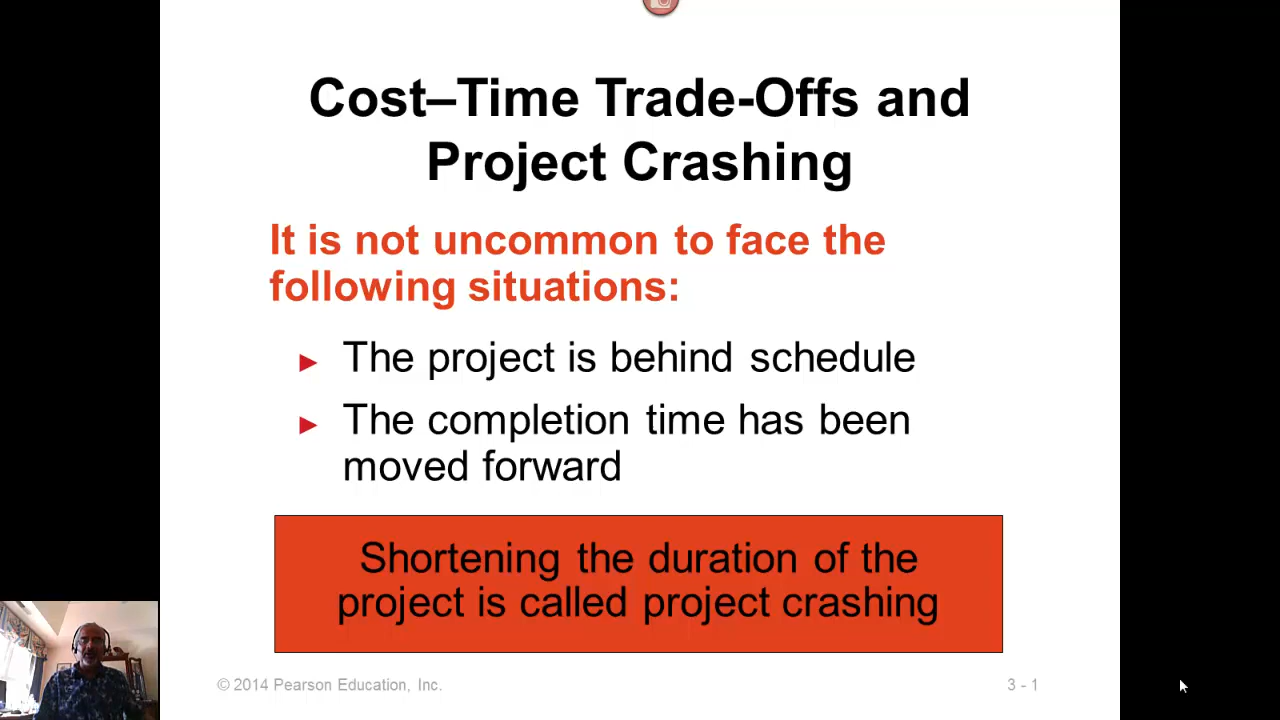 Cost–Time Trade-Offs and
Project Crashing
It is not uncommon to face the
following situations:
► The project is behind schedule
► The completion time has been
moved forward
Shortening the duration of the
project is called project crashing
© 2014 Pearson Education, Inc.
3 - 1